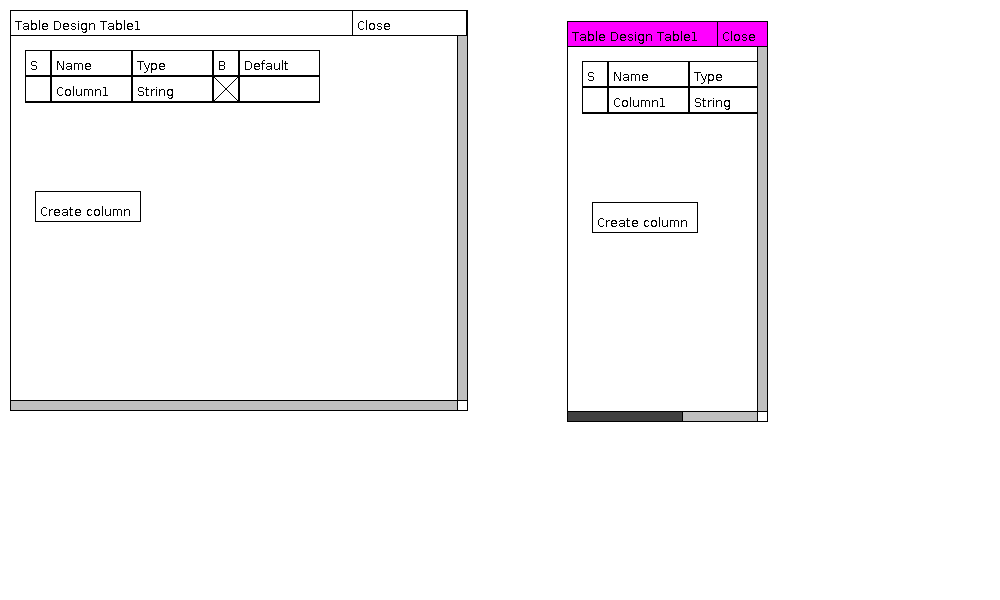 Table Design Table1 Close
S Name Type B Default
Column1 String
Create column
Table Design Table1 Close
S Name Type
Column1 String
Create column